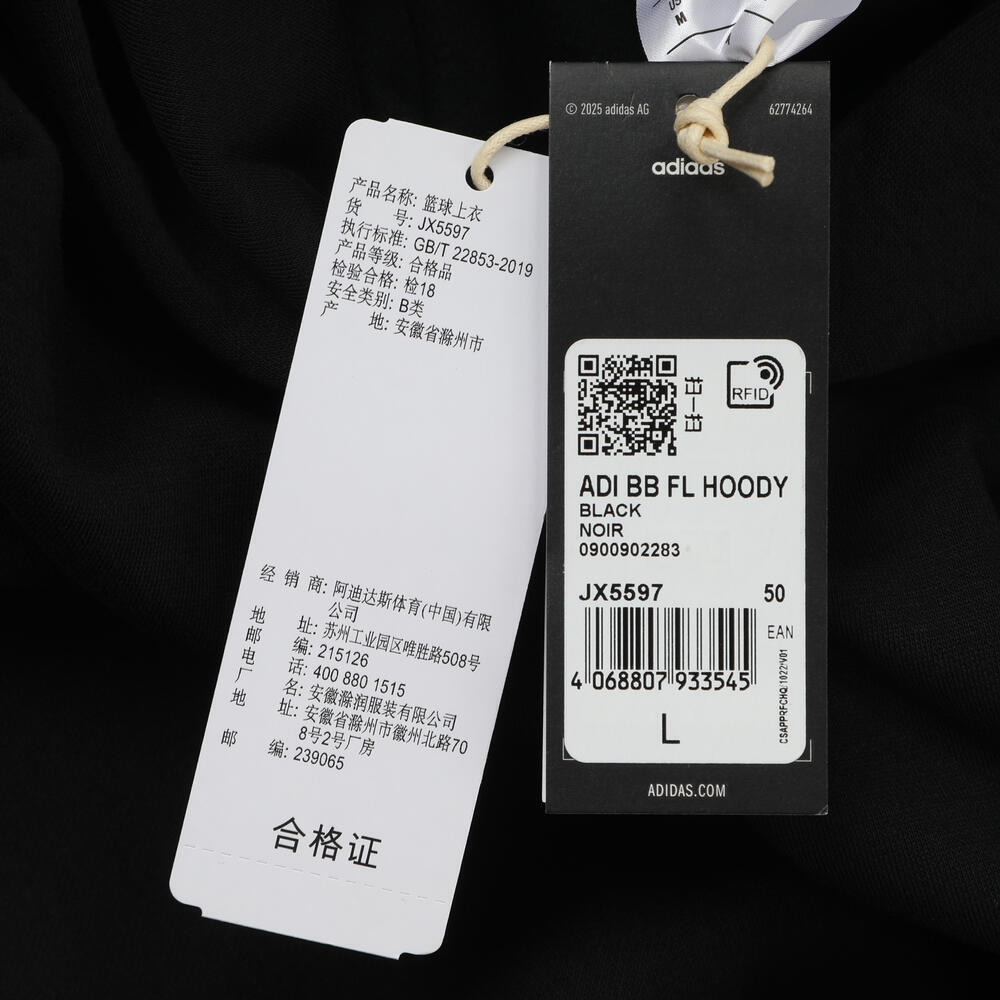 US
M
© 2025 adidas AG
62774264
adidas
产品名称: 篮球上衣
货 号: JX5597
执行标准: GB/T 22853-2019
产品等级: 合格品
检验合格: 检18
安全类别: B类
产 地: 安徽省滁州市
经 销 商: 阿迪达斯体育(中国)有限
公司
地 址: 苏州工业园区唯胜路508号
邮 编: 215126
电 话: 400 880 1515
厂 名: 安徽滁润服装有限公司
地 址: 安徽省滁州市徽州北路70
8号2号厂房
邮 编: 239065
合格证
RFID
ADI BB FL HOODY
BLACK
NOIR
0900902283
JX5597 50
EAN
4 068807 933545
L
ADIDAS.COM